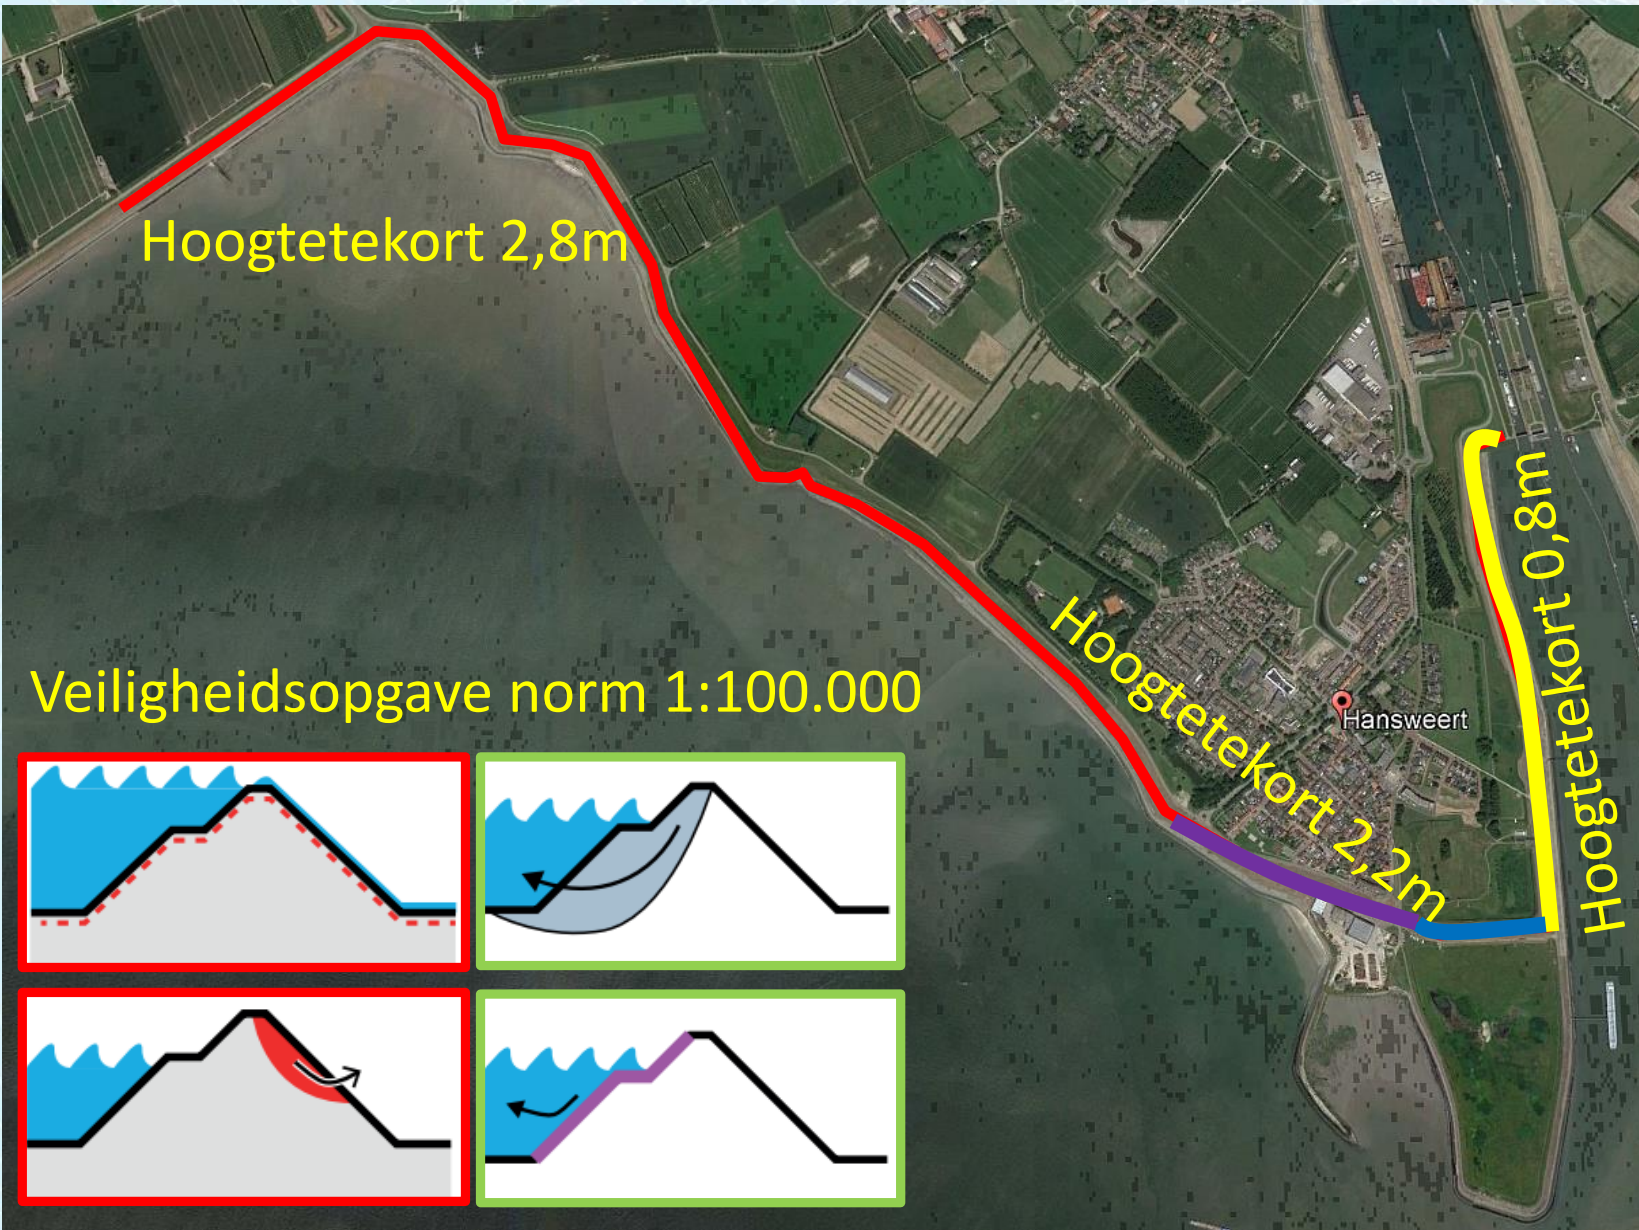 Hoogtetekort 2,8m
Hoogtetekort 0,8m
Hoogtetekort 2,2m
Veiligheidsopgave norm 1:100.000
Hansweert